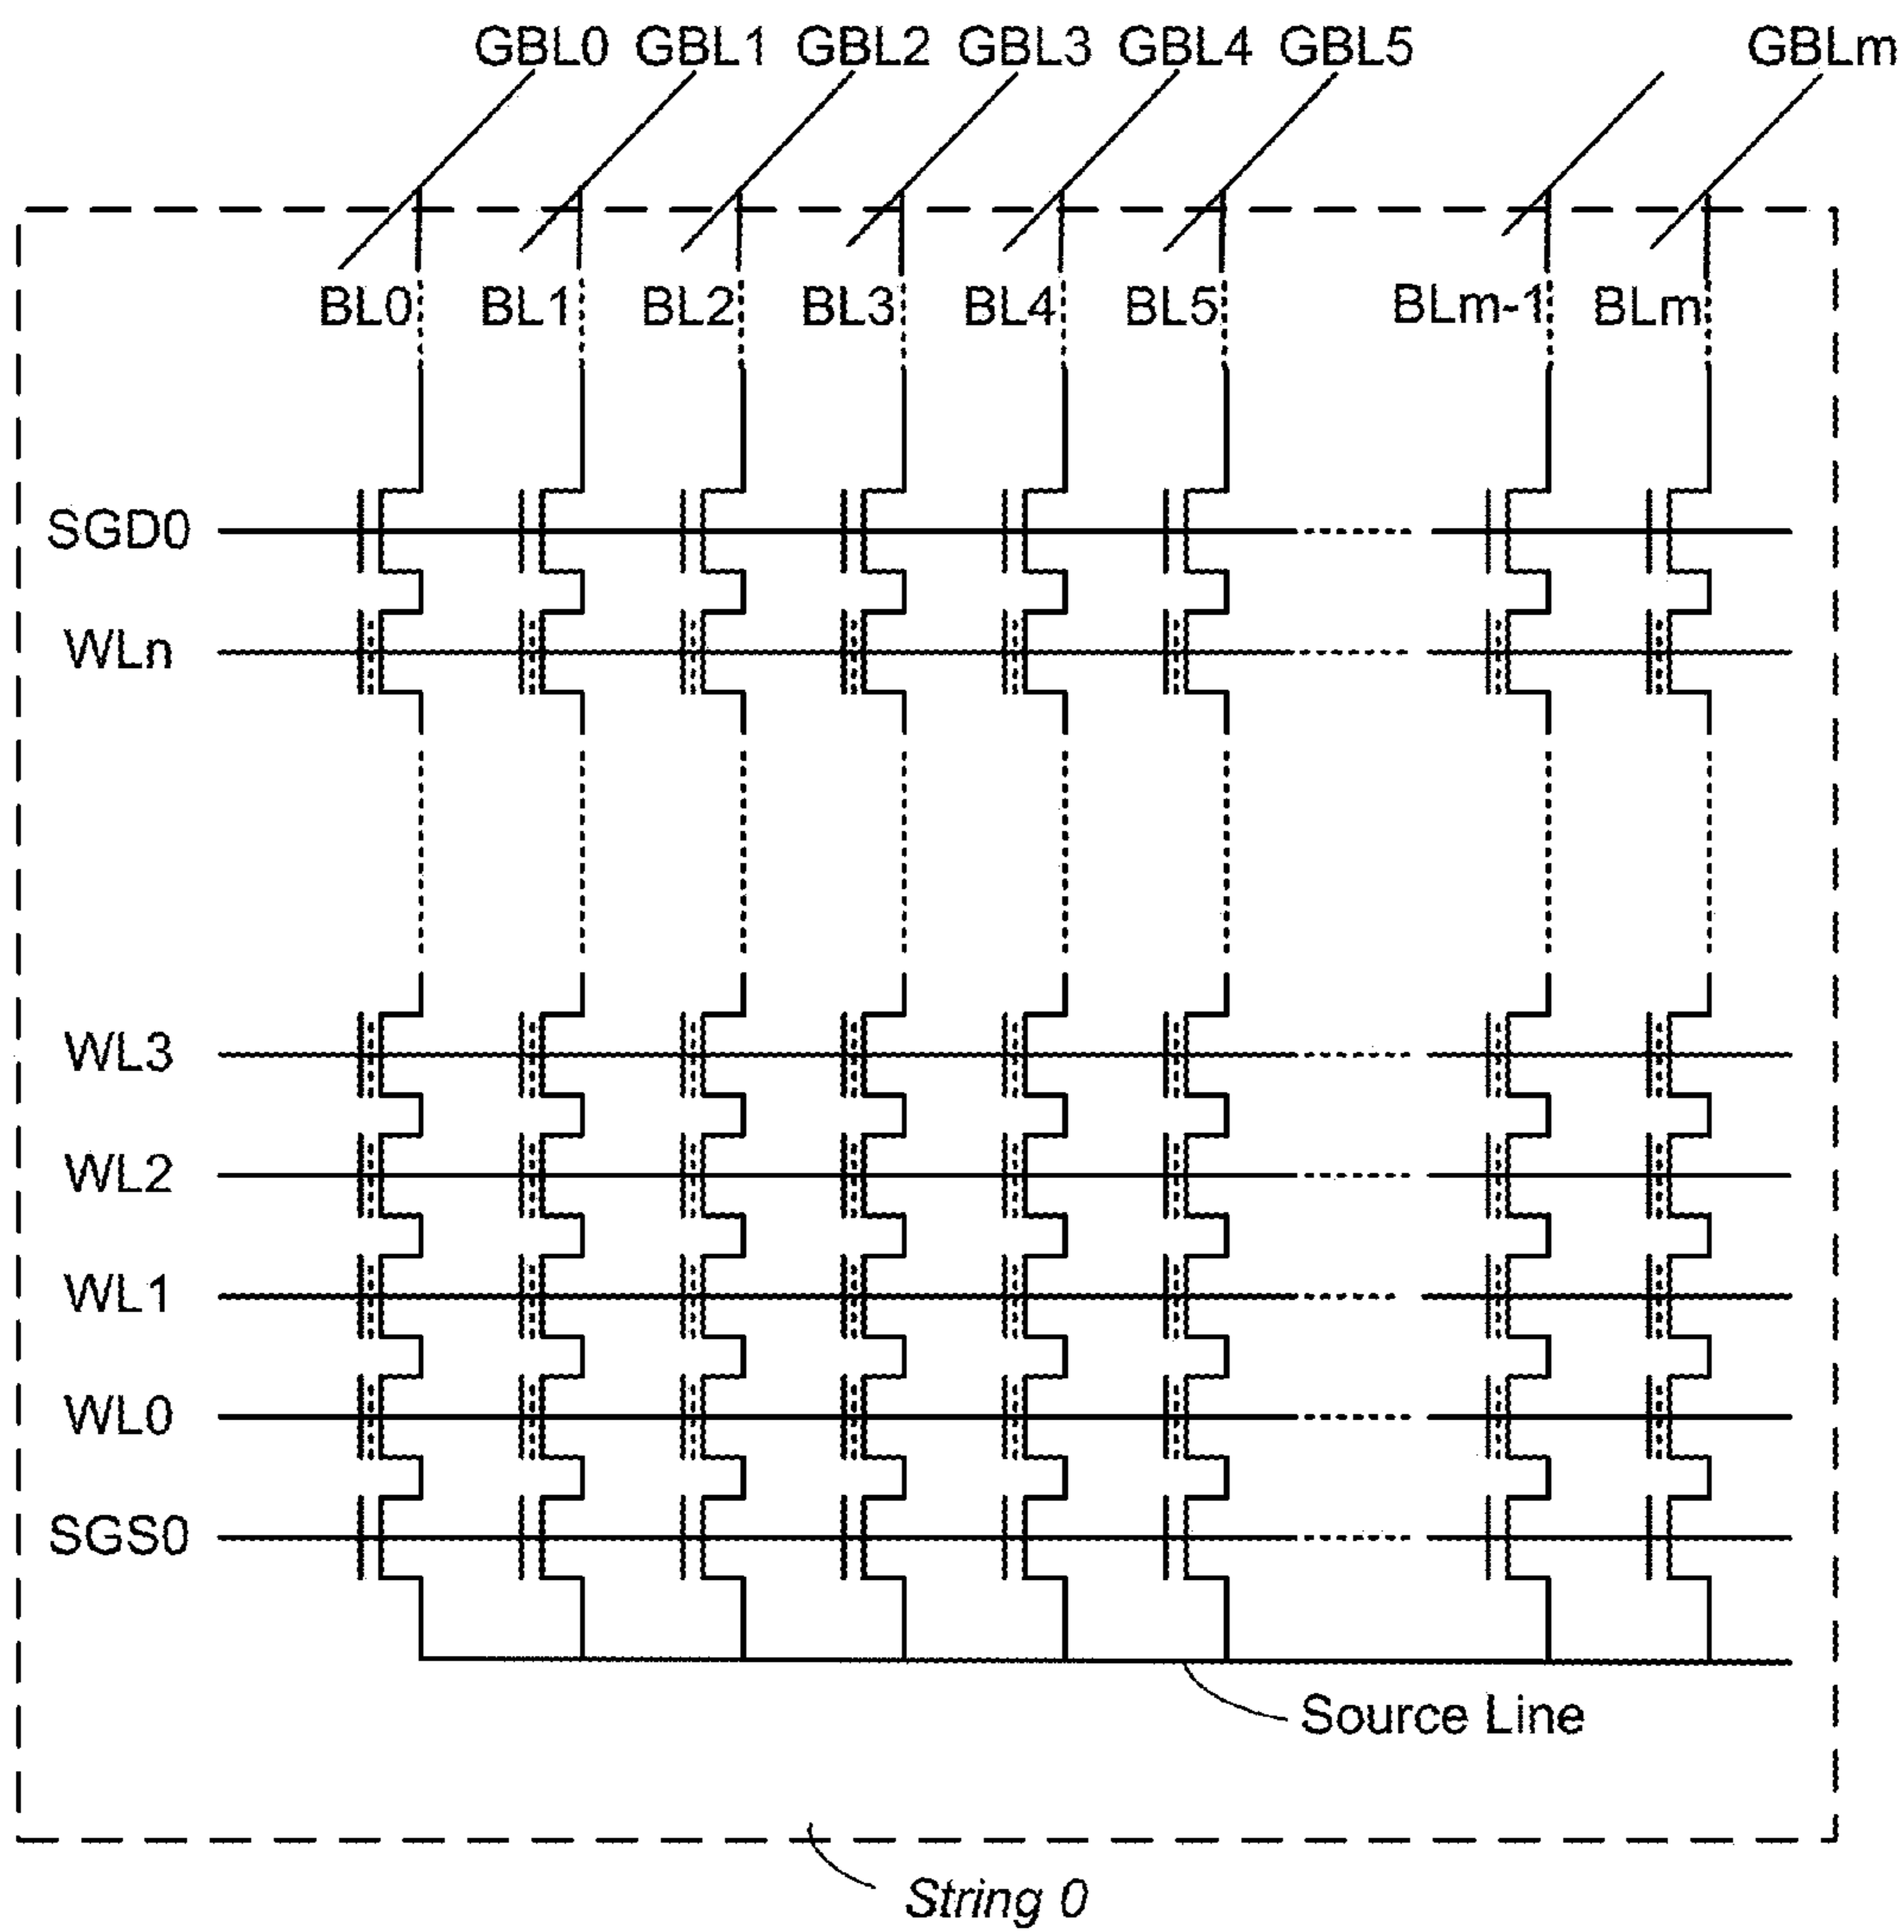 GBL0 GBL1 GBL2 GBL3 GBL4 GBL5 GBLm
BL0 BL1 BL2 BL3 BL4 BL5 BLm-1 BLm
SGD0
WLn
WL3
WL2
WL1
WL0
SGS0
Source Line
String 0